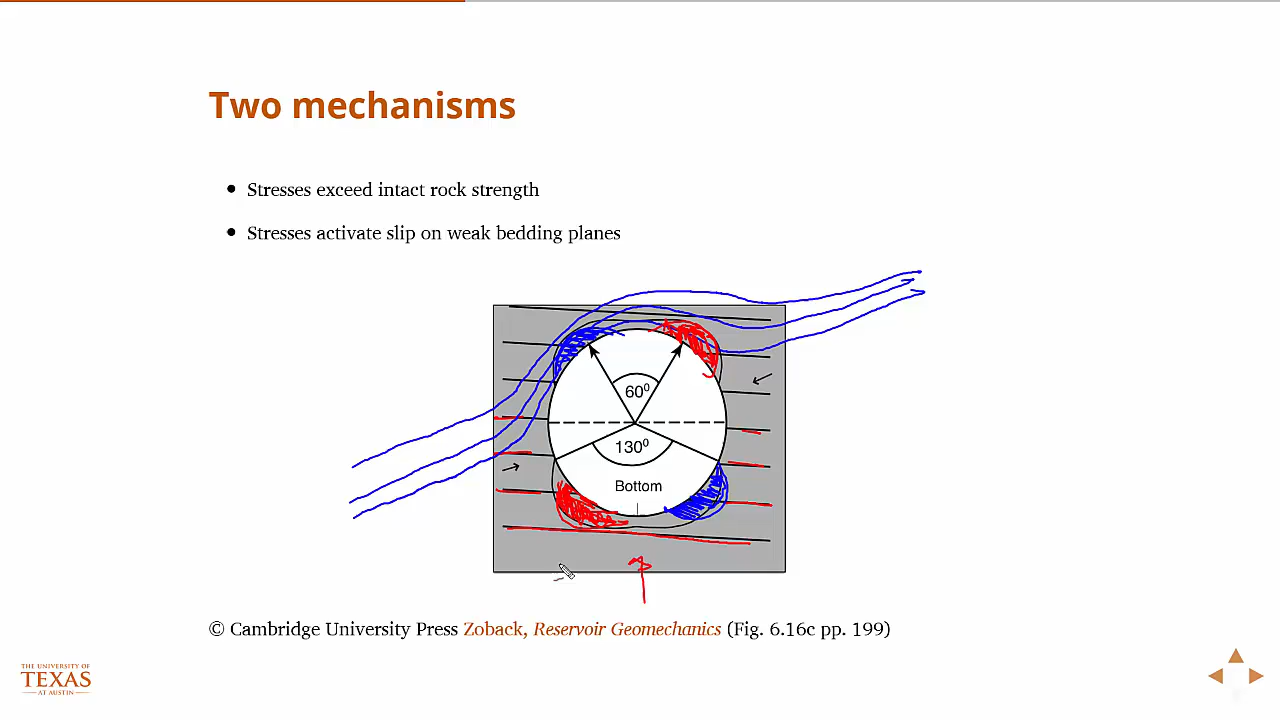 Two mechanisms
Stresses exceed intact rock strength
Stresses activate slip on weak bedding planes
60⁰
130⁰
Bottom
© Cambridge University Press Zoback, Reservoir Geomechanics (Fig. 6.16c pp. 199)
THE UNIVERSITY OF
TEXAS
AT AUSTIN